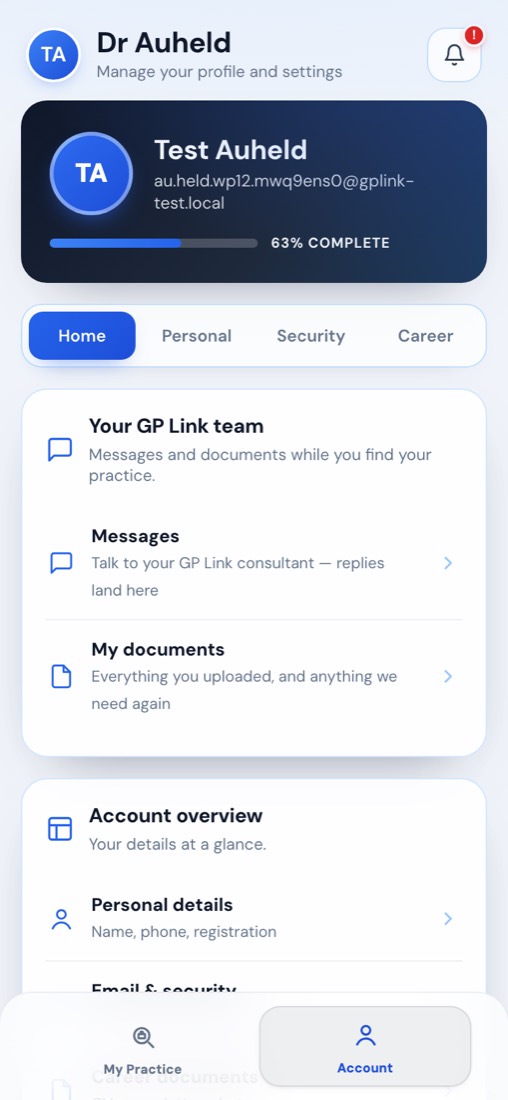 TA
Dr Auheld
Manage your profile and settings
!
TA
Test Auheld
au.held.wp12.mwq9ens0@gplink-
test.local
63% COMPLETE
Home
Personal
Security
Career
Your GP Link team
Messages and documents while you find your
practice.
Messages
Talk to your GP Link consultant — replies
land here
My documents
Everything you uploaded, and anything we
need again
Account overview
Your details at a glance.
Personal details
Name, phone, registration
Email & security
Career documents
My Practice
Account